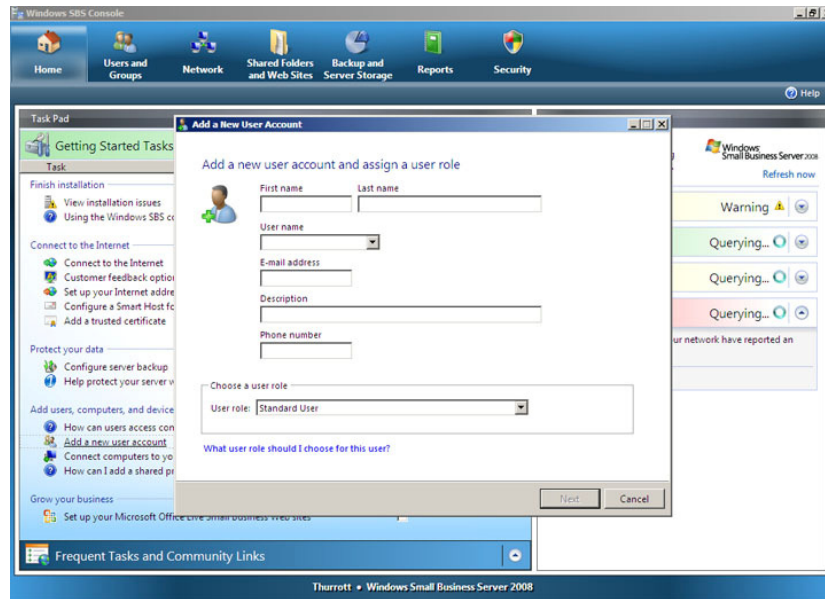 Windows SBS Console
Home
Users and Groups
Network
Shared Folders and Web Sites
Backup and Server Storage
Reports
Security
Help
Task Pad
Getting Started Tasks
Task
Finish installation
View installation issues
Using the Windows SBS co
Connect to the Internet
Connect to the Internet
Customer feedback optio
Set up your Internet addre
Configure a Smart Host fo
Add a trusted certificate
Protect your data
Configure server backup
Help protect your server w
Add users, computers, and device
How can users access con
Add a new user account
Connect computers to yo
How can I add a shared pr
Grow your business
Set up your Microsoft Office Live Small Business Web sites
Frequent Tasks and Community Links
Add a New User Account
Add a new user account and assign a user role
First name
Last name
User name
E-mail address
Description
Phone number
Choose a user role
User role: Standard User
What user role should I choose for this user?
Next
Cancel
Windows
Small Business Server 2008
Refresh now
Warning
Querying...
Querying...
Querying...
ur network have reported an
Thurrott • Windows Small Business Server 2008